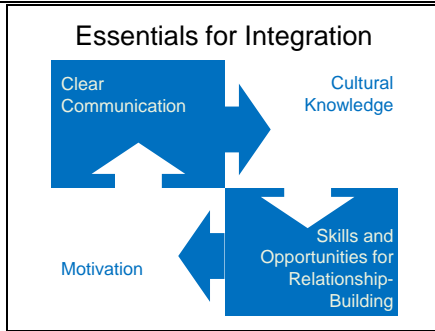 Essentials for Integration
Clear
Communication
Cultural
Knowledge
Motivation
Skills and
Opportunities for
Relationship-
Building